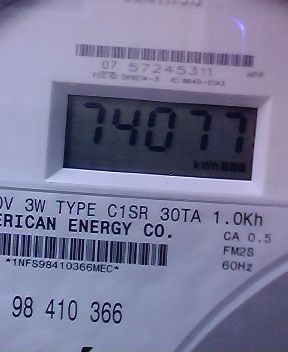 07 57245311
74077
kWh
0V 3W TYPE C1SR 30TA 1.0Kh
ERICAN ENERGY CO.
CA 0.5
FM2S
*1NFS98410366MEC*
60Hz
98 410 366